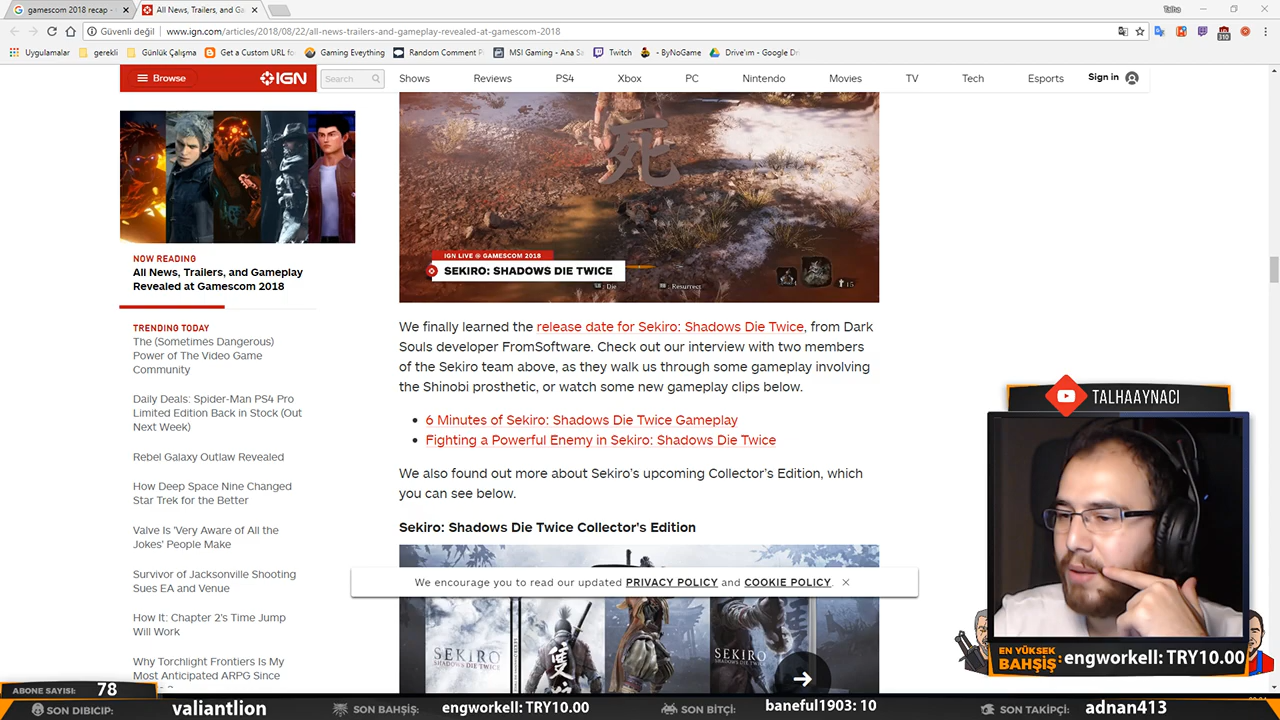 gamescom 2018 recap -
All News, Trailers, and Ga
Talha
Güvenli değil
www.ign.com/articles/2018/08/22/all-news-trailers-and-gameplay-revealed-at-gamescom-2018
310
Uygulamalar
gerekli
Günlük Çalışma
Get a Custom URL for
Gaming Eveything
Random Comment P
MSI Gaming - Ana Sa
Twitch
- ByNoGame
Drive'ım - Google Dr
Browse
IGN
Search
Shows
Reviews
PS4
Xbox
PC
Nintendo
Movies
TV
Tech
Esports
Sign in
NOW READING
All News, Trailers, and Gameplay
Revealed at Gamescom 2018
TRENDING TODAY
The (Sometimes Dangerous)
Power of The Video Game
Community
Daily Deals: Spider-Man PS4 Pro
Limited Edition Back in Stock (Out
Next Week)
Rebel Galaxy Outlaw Revealed
How Deep Space Nine Changed
Star Trek for the Better
Valve Is 'Very Aware of All the
Jokes' People Make
Survivor of Jacksonville Shooting
Sues EA and Venue
How It: Chapter 2's Time Jump
Will Work
Why Torchlight Frontiers Is My
Most Anticipated ARPG Since
死
IGN LIVE @ GAMESCOM 2018
SEKIRO: SHADOWS DIE TWICE
Die
Resurrect
15
We finally learned the release date for Sekiro: Shadows Die Twice, from Dark
Souls developer FromSoftware. Check out our interview with two members
of the Sekiro team above, as they walk us through some gameplay involving
the Shinobi prosthetic, or watch some new gameplay clips below.
• 6 Minutes of Sekiro: Shadows Die Twice Gameplay
• Fighting a Powerful Enemy in Sekiro: Shadows Die Twice
We also found out more about Sekiro's upcoming Collector's Edition, which
you can see below.
Sekiro: Shadows Die Twice Collector's Edition
We encourage you to read our updated PRIVACY POLICY and COOKIE POLICY.
SEKIRO
SHADOWS DIE TWICE
SEKIRO
SHADOWS DIE TWICE
TALHAAYNACI
EN YÜKSEK
BAHŞİŞ: engworkell: TRY10.00
ABONE SAYISI: 78
SON DIBICIP: valiantlion
SON BAHŞİŞ: engworkell: TRY10.00
SON BİTÇİ: baneful1903: 10
SON TAKİPÇİ: adnan413